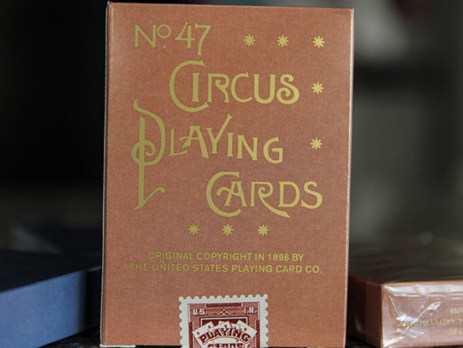 No. 47
CIRCUS
PLAYING
CARDS
ORIGINAL COPYRIGHT IN 1896 BY
THE UNITED STATES PLAYING CARD CO.
U.S. I.R.
PLAYING
CARDS